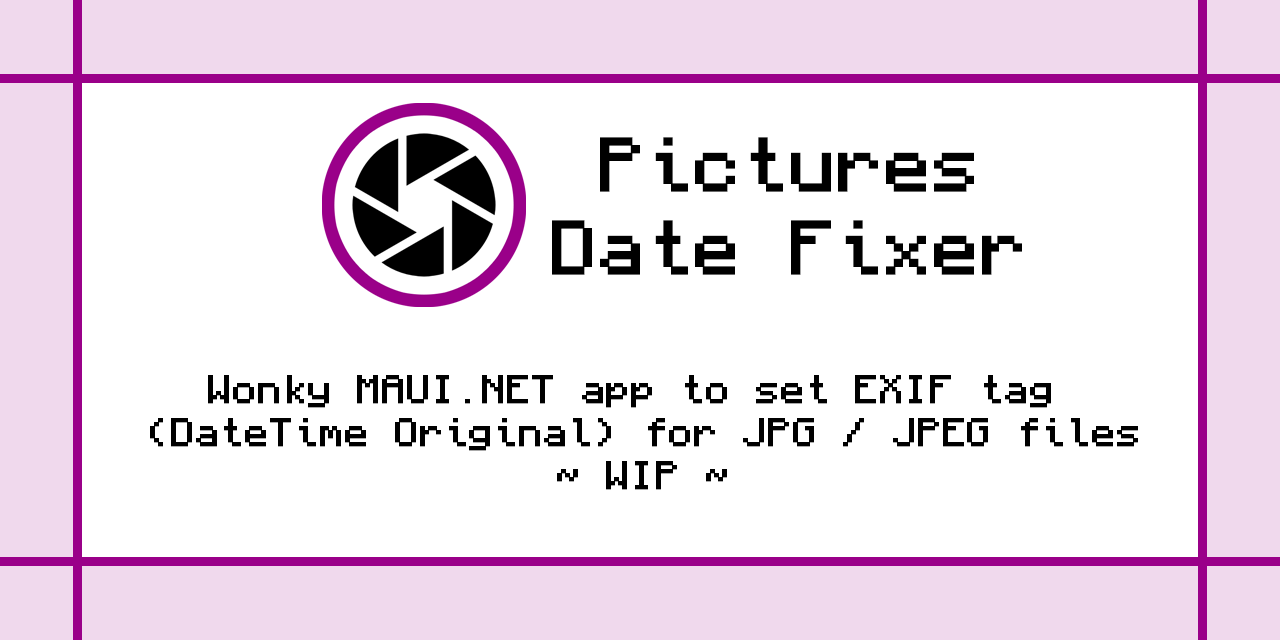 Pictures
Date Fixer
Wonky MAUI.NET app to set EXIF tag
(DateTime Original) for JPG / JPEG files
~ WIP ~